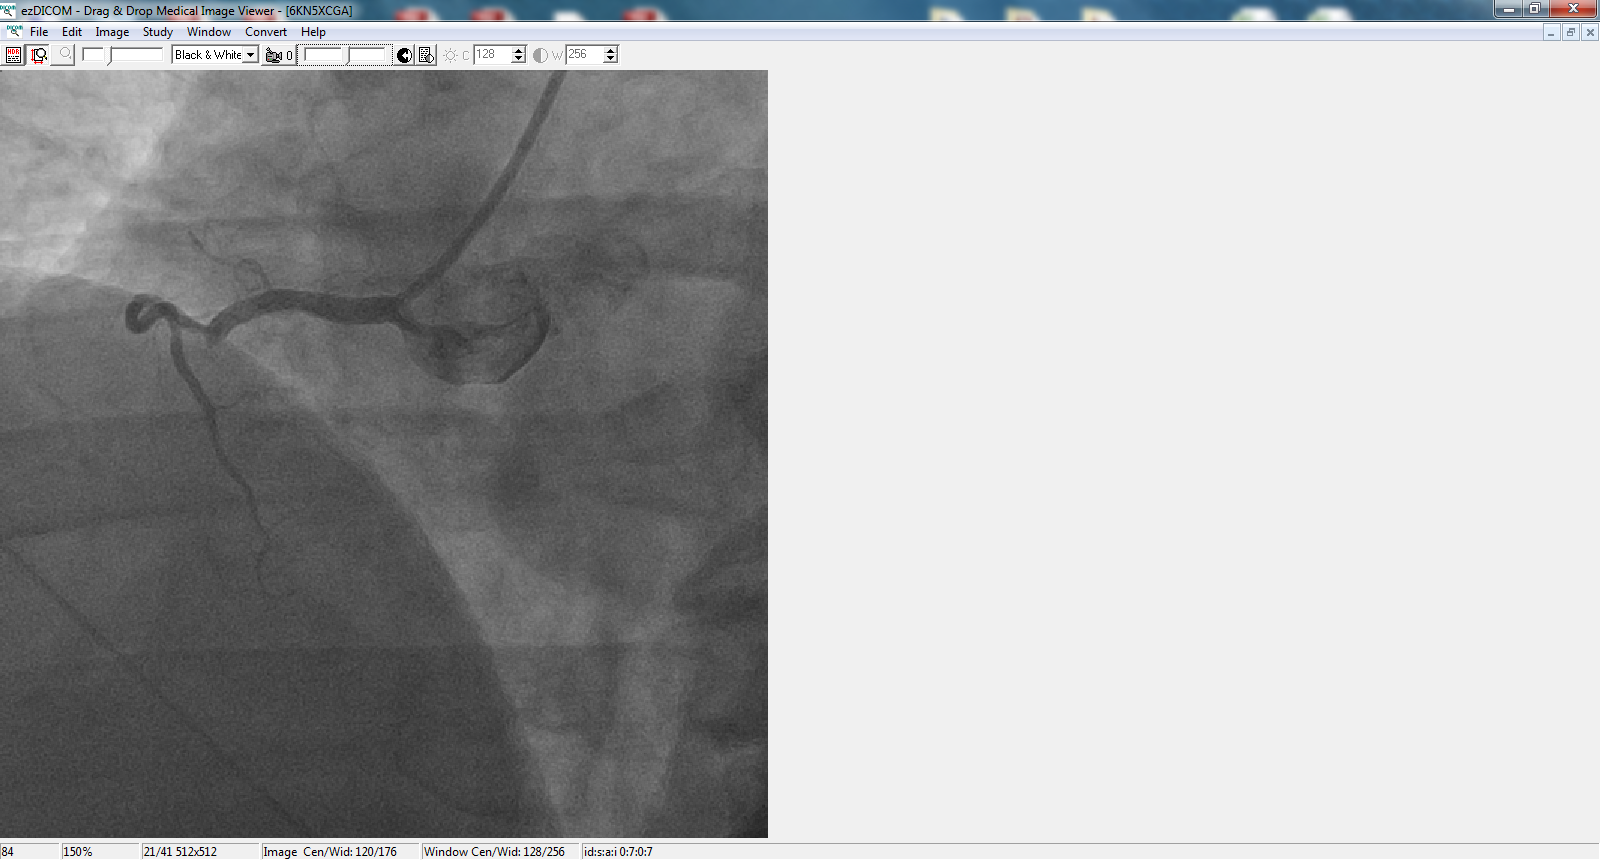 ezDICOM - Drag & Drop Medical Image Viewer - [6KN5XCGA]
File Edit Image Study Window Convert Help
HDR Black & White 0 C 128 W 256
84 150% 21/41 512x512 Image Cen/Wid: 120/176 Window Cen/Wid: 128/256 id:s:a:i 0:7:0:7